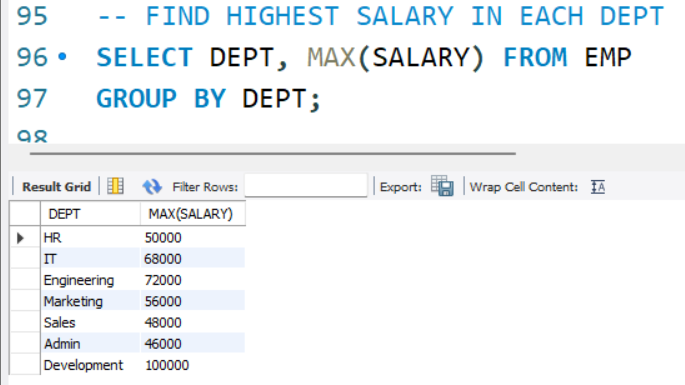 95 -- FIND HIGHEST SALARY IN EACH DEPT
96 SELECT DEPT, MAX(SALARY) FROM EMP
97 GROUP BY DEPT;
98
Result Grid Filter Rows: Export: Wrap Cell Content: IA
DEPT MAX(SALARY)
HR 50000
IT 68000
Engineering 72000
Marketing 56000
Sales 48000
Admin 46000
Development 100000